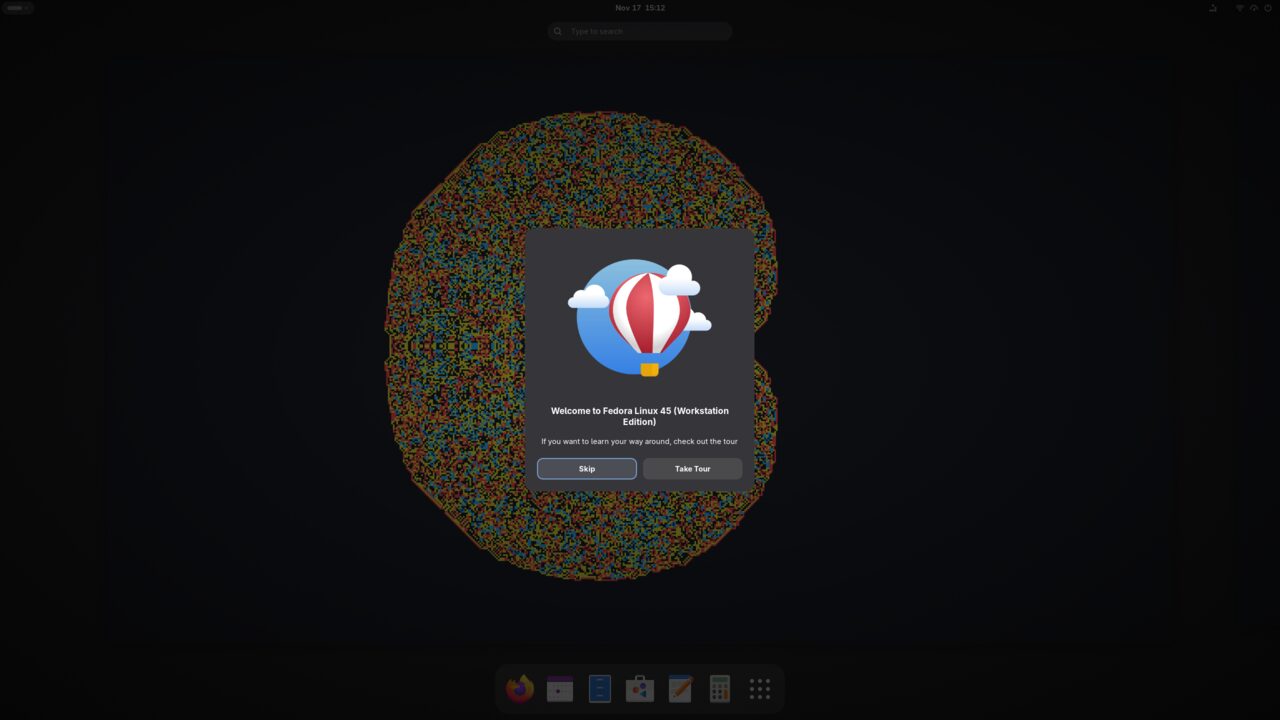 Nov 17 15:12
Type to search
Welcome to Fedora Linux 45 (Workstation
Edition)
If you want to learn your way around, check out the tour
Skip
Take Tour